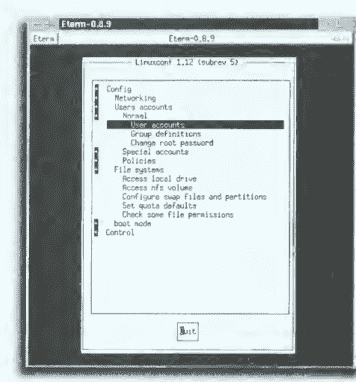 Eterm-0.8.9
Eterm
Eterm-0.8.9
Linuxconf 1.12 (subrev 5)
Config
Networking
Users accounts
Normal
User accounts
Group definitions
Change root password
Special accounts
Policies
File systems
Access local drive
Access nfs volume
Configure swap files and partitions
Set quota defaults
Check some file permissions
boot mode
Control
Quit